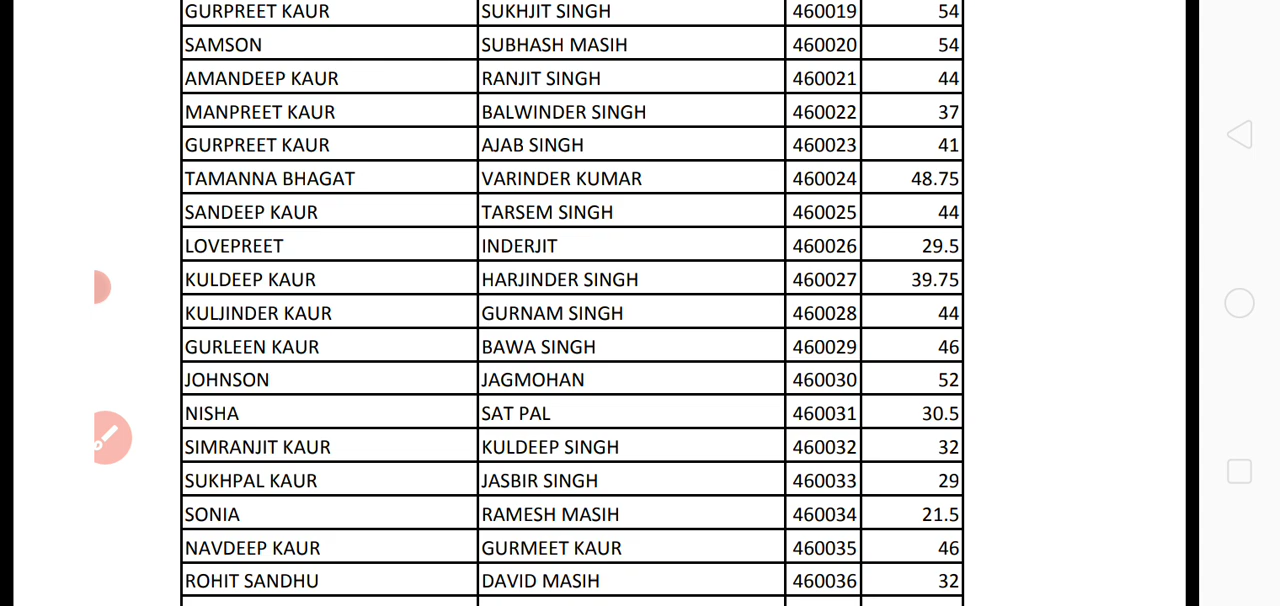 GURPREET KAUR SUKHJIT SINGH 460019 54
SAMSON SUBHASH MASIH 460020 54
AMANDEEP KAUR RANJIT SINGH 460021 44
MANPREET KAUR BALWINDER SINGH 460022 37
GURPREET KAUR AJAB SINGH 460023 41
TAMANNA BHAGAT VARINDER KUMAR 460024 48.75
SANDEEP KAUR TARSEM SINGH 460025 44
LOVEPREET INDERJIT 460026 29.5
KULDEEP KAUR HARJINDER SINGH 460027 39.75
KULJINDER KAUR GURNAM SINGH 460028 44
GURLEEN KAUR BAWA SINGH 460029 46
JOHNSON JAGMOHAN 460030 52
NISHA SAT PAL 460031 30.5
SIMRANJIT KAUR KULDEEP SINGH 460032 32
SUKHPAL KAUR JASBIR SINGH 460033 29
SONIA RAMESH MASIH 460034 21.5
NAVDEEP KAUR GURMEET KAUR 460035 46
ROHIT SANDHU DAVID MASIH 460036 32